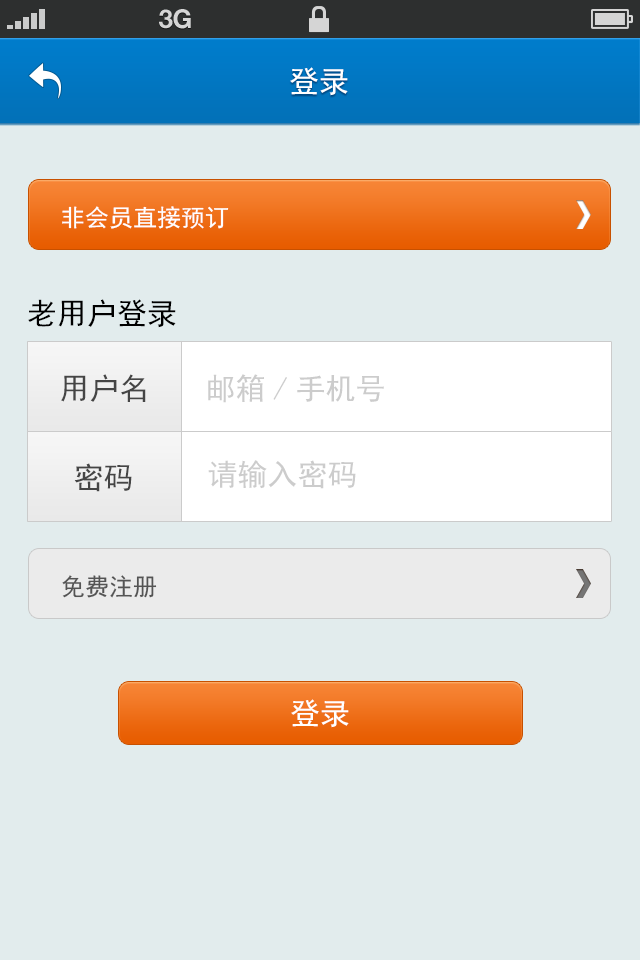 3G
登录
非会员直接预订
老用户登录
用户名 邮箱 / 手机号
密码 请输入密码
免费注册
登录